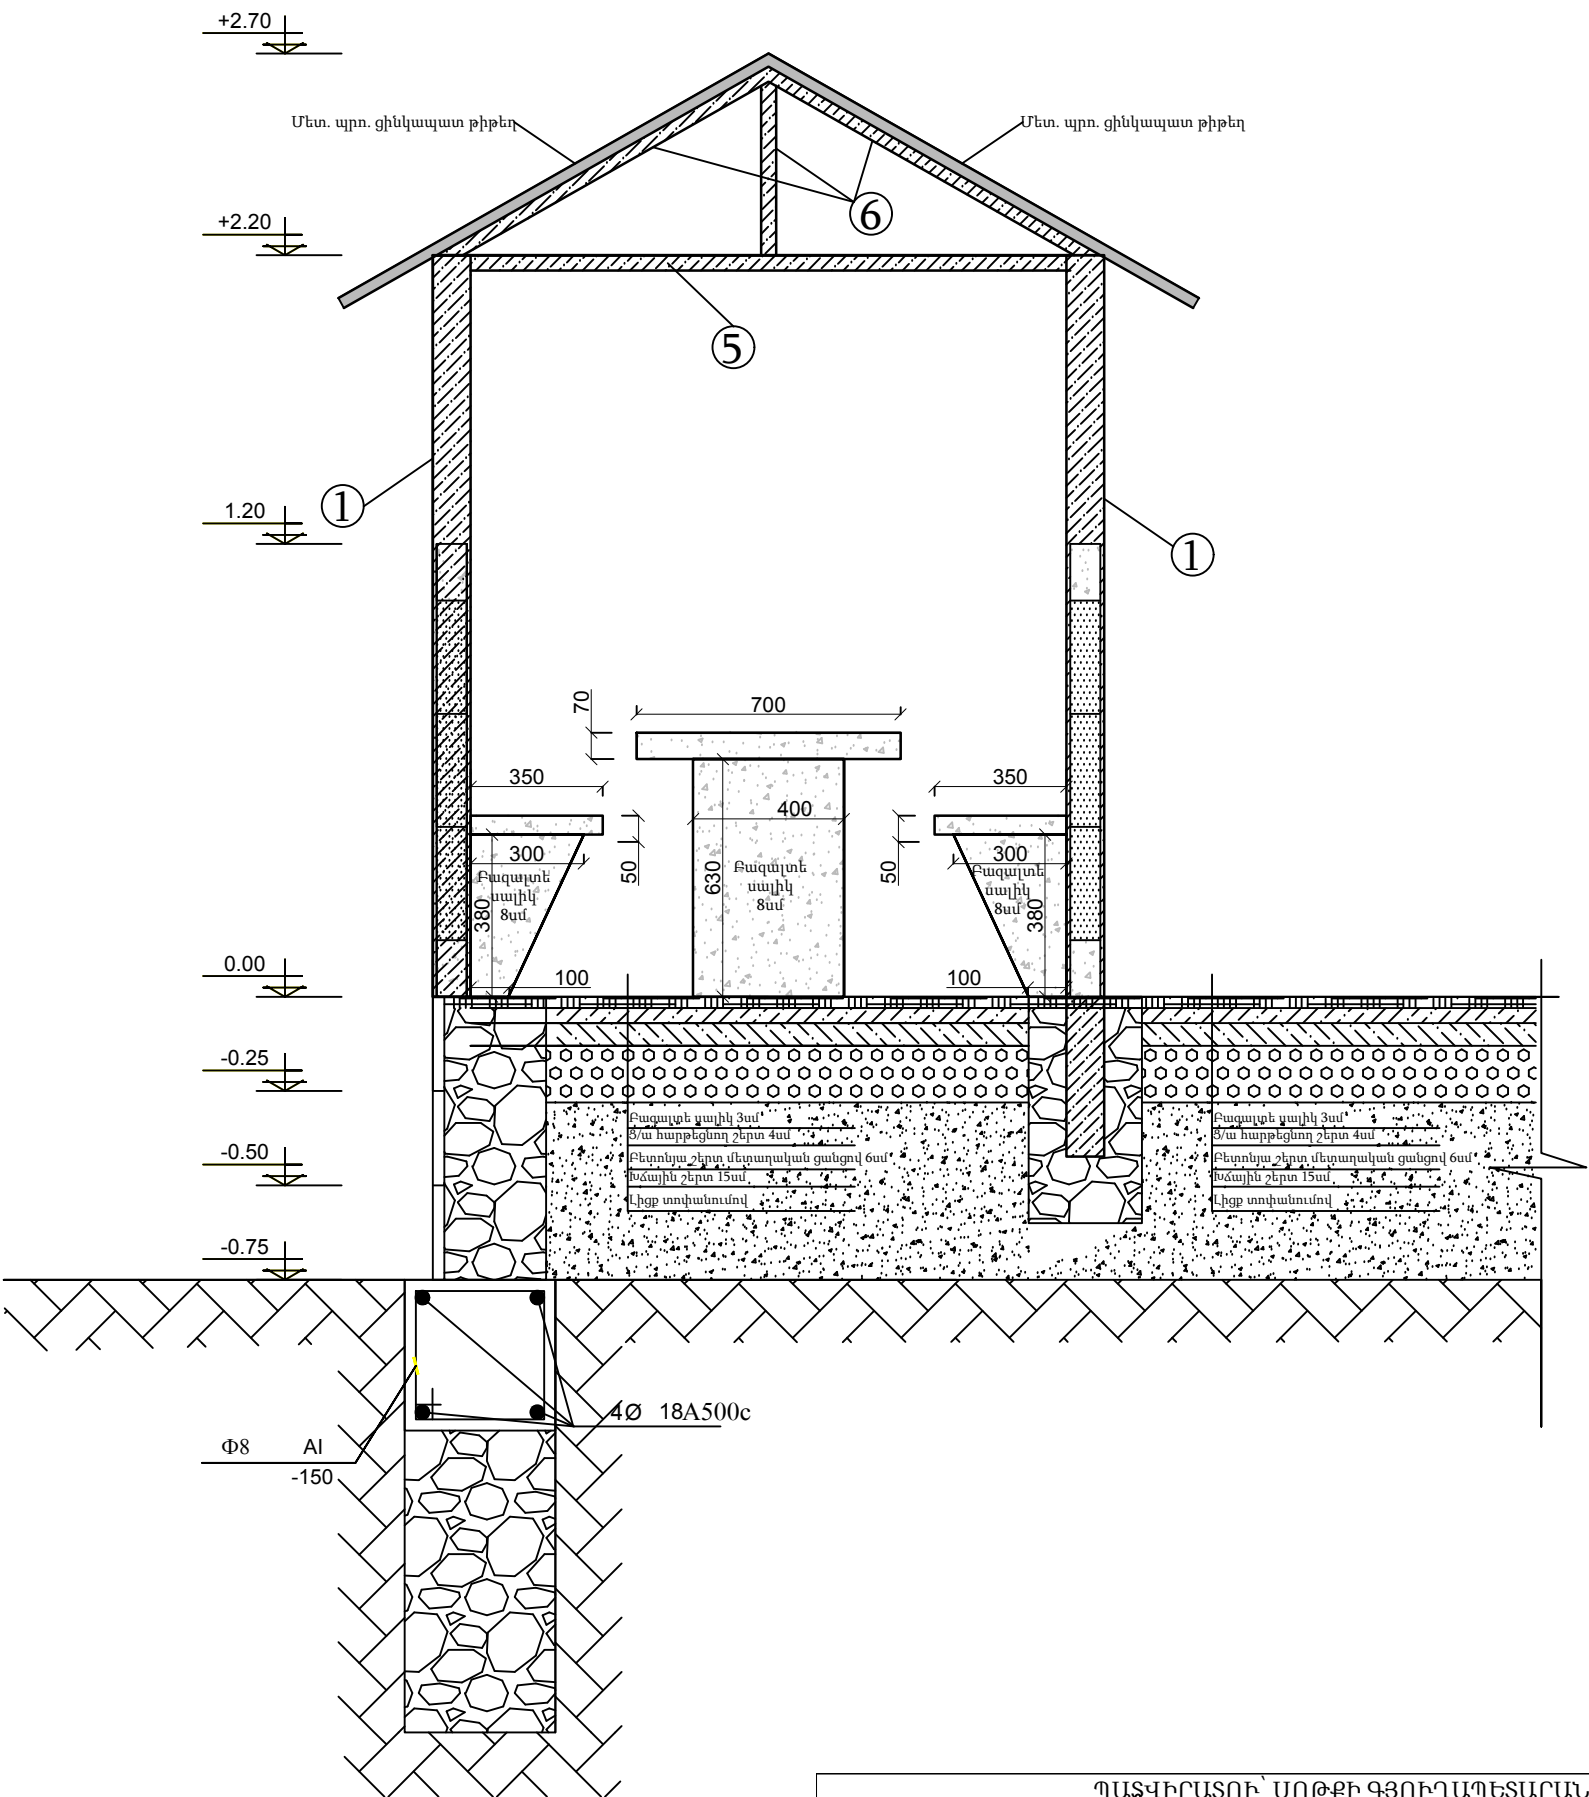 +2.70
Մետ. պրո. ցինկապատ թիթեղ
Մետ. պրո. ցինկապատ թիթեղ
+2.20
6
5
1.20
1
1
70
700
350
350
400
300
50
630
50
300
Բազալտե
սալիկ
8սմ
Բազալտե
սալիկ
8սմ
Բազալտե
սալիկ
8սմ
380
380
0.00
100
100
-0.25
Բազալտե սալիկ 3սմ
Ց/ա հարթեցնող շերտ 4սմ
Բետոնյա շերտ մետաղական ցանցով 6սմ
Խճային շերտ 15սմ
Լիցք տոփանումով
Բազալտե սալիկ 3սմ
Ց/ա հարթեցնող շերտ 4սմ
Բետոնյա շերտ մետաղական ցանցով 6սմ
Խճային շերտ 15սմ
Լիցք տոփանումով
-0.50
-0.75
4Ø 18A500c
Φ8 AI
-150
ՊԱՏՎԻՐԱՏՈՒ՝ ՍՈԹՔԻ ԳՅՈՒՂԱՊԵՏԱՐԱՆ